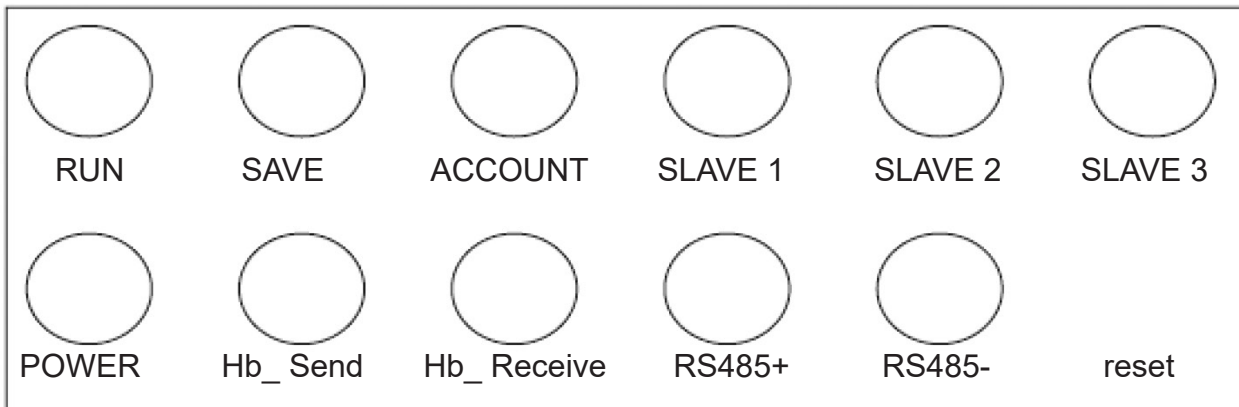 RUN SAVE ACCOUNT SLAVE 1 SLAVE 2 SLAVE 3
POWER Hb_ Send Hb_ Receive RS485+ RS485- reset